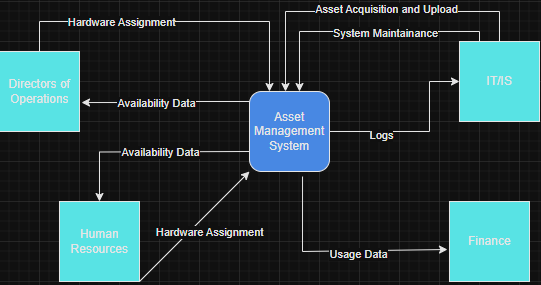 Asset Acquisition and Upload
Hardware Assignment
System Maintainance
Directors of
Operations
IT/IS
Availability Data
Asset
Management
System
Logs
Availability Data
Human
Resources
Hardware Assignment
Finance
Usage Data